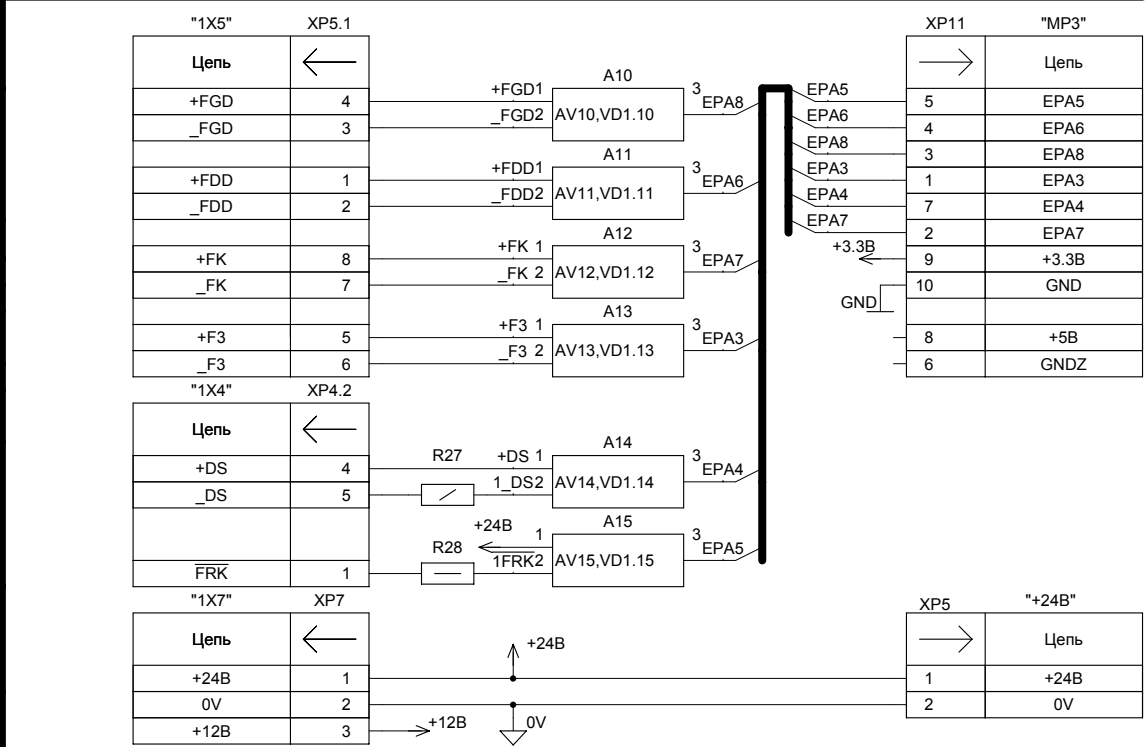 "1X5" XP5.1
Цепь
+FGD 4
_FGD 3
+FDD 1
_FDD 2
+FK 8
_FK 7
+F3 5
_F3 6
"1X4" XP4.2
Цепь
+DS 4
_DS 5
FRK 1
"1X7" XP7
Цепь
+24В 1
0V 2
+12В 3
A10
+FGD1
_FGD2 AV10,VD1.10
3
EPA8
A11
+FDD1
_FDD2 AV11,VD1.11
3
EPA6
A12
+FK 1
_FK 2 AV12,VD1.12
3
EPA7
A13
+F3 1
_F3 2 AV13,VD1.13
3
EPA3
R27
A14
+DS 1
1_DS2 AV14,VD1.14
3
EPA4
R28
+24В
A15
1
1FRK2 AV15,VD1.15
3
EPA5
+24В
+12В
0V
EPA5
EPA6
EPA8
EPA3
EPA4
EPA7
+3.3В
GND
XP11 "МР3"
Цепь
5 EPA5
4 EPA6
3 EPA8
1 EPA3
7 EPA4
2 EPA7
9 +3.3В
10 GND
8 +5В
6 GNDZ
XP5 "+24В"
Цепь
1 +24В
2 0V